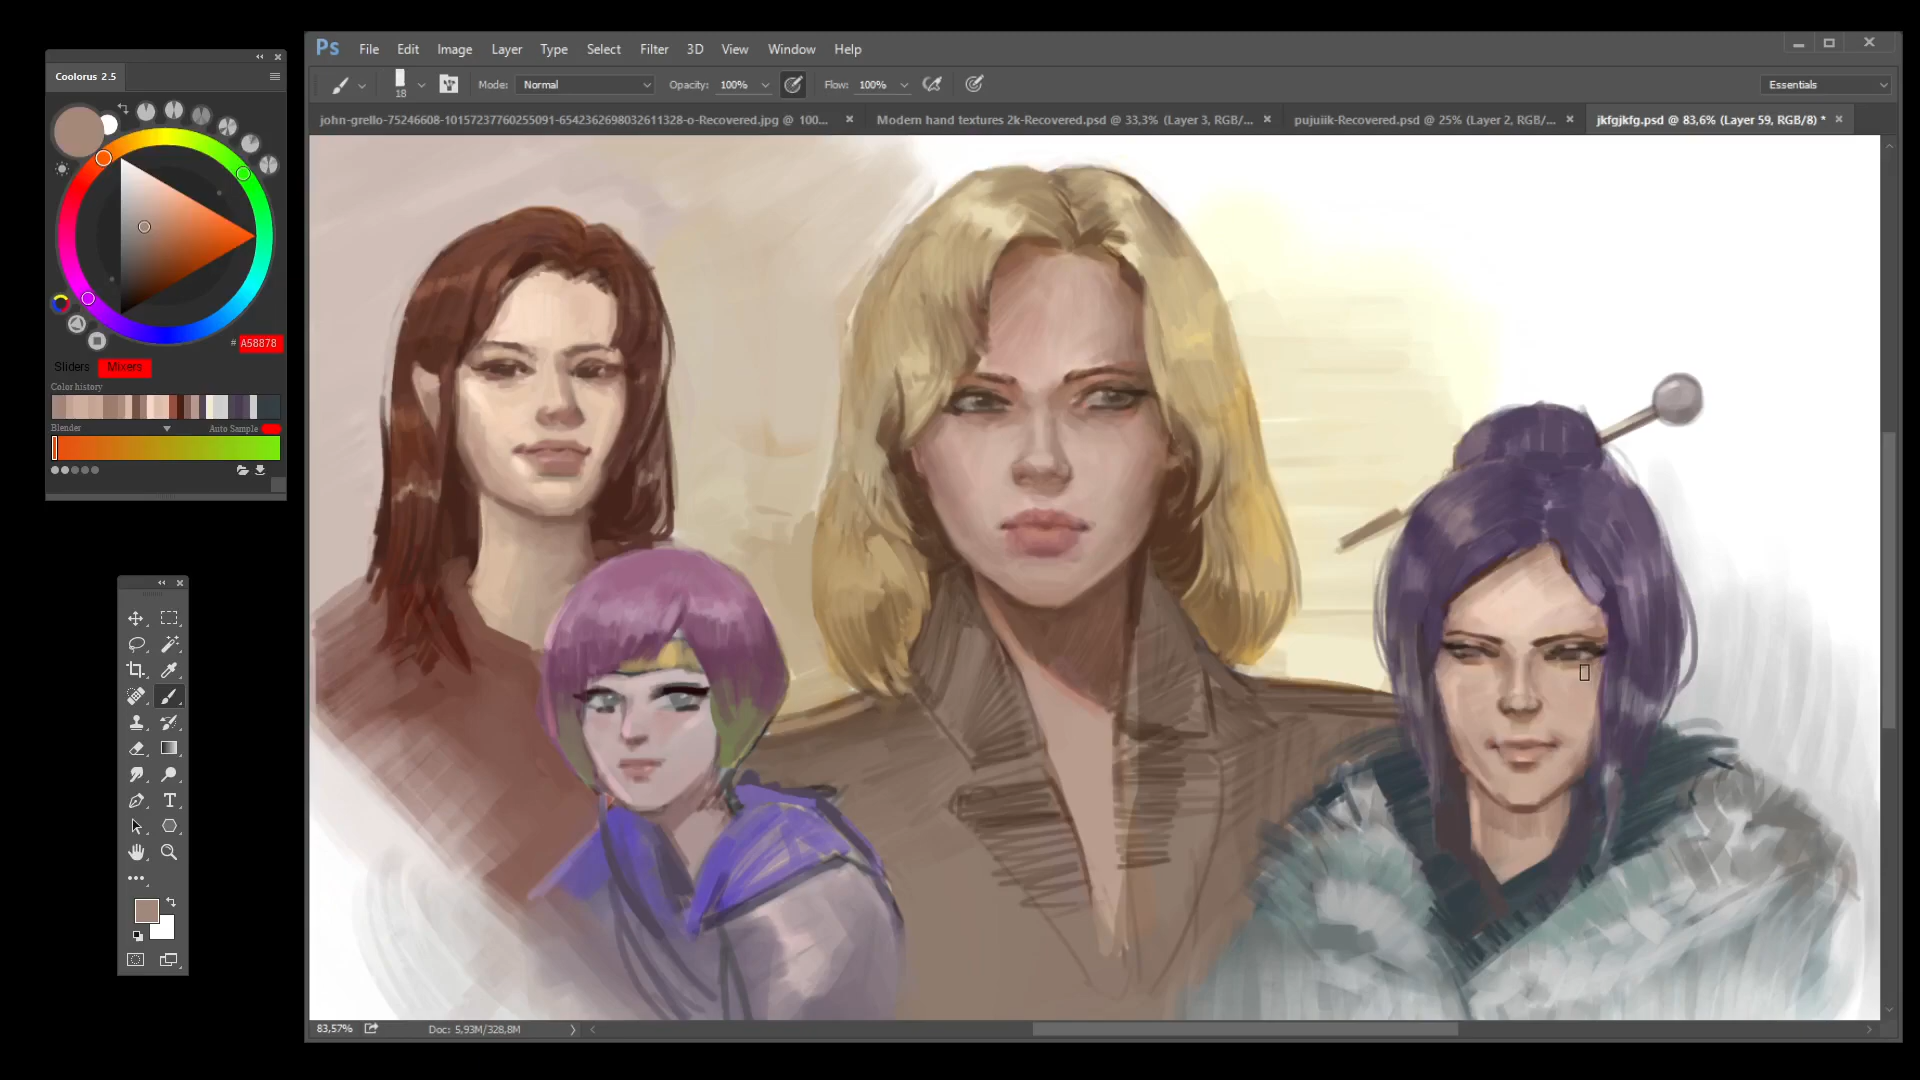 Coolorus 2.5
# A58878
Sliders Mixers
Color history
Blender Auto Sample
Ps File Edit Image Layer Type Select Filter 3D View Window Help
18 Mode: Normal Opacity: 100% Flow: 100% Essentials
john-grello-75246608-10157237760255091-6542362698032611328-o-Recovered.jpg @ 100... Modern hand textures 2k-Recovered.psd @ 33,3% (Layer 3, RGB/... pujuiik-Recovered.psd @ 25% (Layer 2, RGB/... jkfgjkfg.psd @ 83,6% (Layer 59, RGB/8) *
83,57% Doc: 5,93M/328,8M